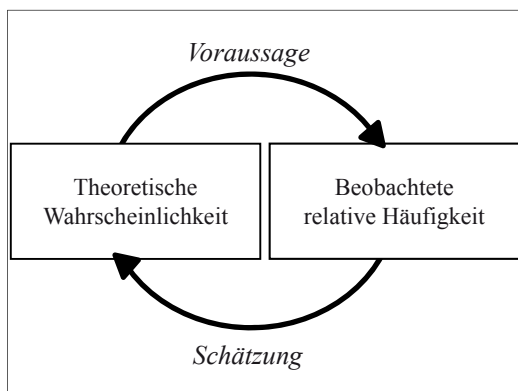 Voraussage
Theoretische
Wahrscheinlichkeit
Beobachtete
relative Häufigkeit
Schätzung